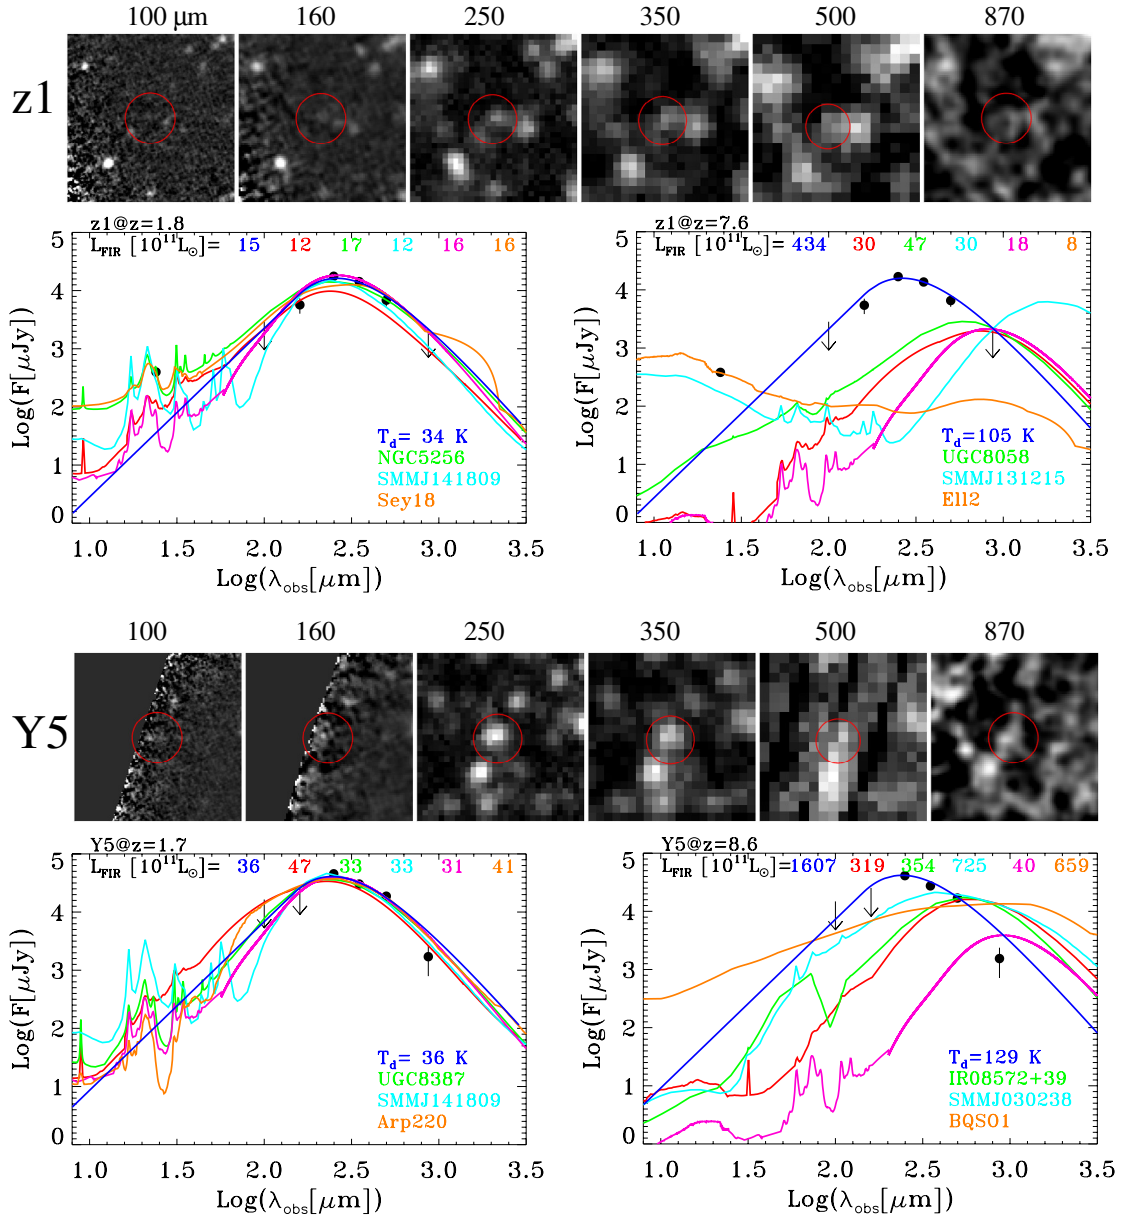 100 μm 160 250 350 500 870
z1
z1@z=1.8
L_FIR [10^11 L_⊙]= 15 12 17 12 16 16
5
4
3
2
1
0
Log(F[μJy])
T_d= 34 K
NGC5256
SMMJ141809
Sey18
1.0 1.5 2.0 2.5 3.0 3.5
Log(λ_obs[μm])
z1@z=7.6
L_FIR [10^11 L_⊙]= 434 30 47 30 18 8
5
4
3
2
1
0
Log(F[μJy])
T_d=105 K
UGC8058
SMMJ131215
Ell2
1.0 1.5 2.0 2.5 3.0 3.5
Log(λ_obs[μm])
100 160 250 350 500 870
Y5
Y5@z=1.7
L_FIR [10^11 L_⊙]= 36 47 33 33 31 41
5
4
3
2
1
0
Log(F[μJy])
T_d= 36 K
UGC8387
SMMJ141809
Arp220
1.0 1.5 2.0 2.5 3.0 3.5
Log(λ_obs[μm])
Y5@z=8.6
L_FIR [10^11 L_⊙]=1607 319 354 725 40 659
5
4
3
2
1
0
Log(F[μJy])
T_d=129 K
IR08572+39
SMMJ030238
BQSO1
1.0 1.5 2.0 2.5 3.0 3.5
Log(λ_obs[μm])